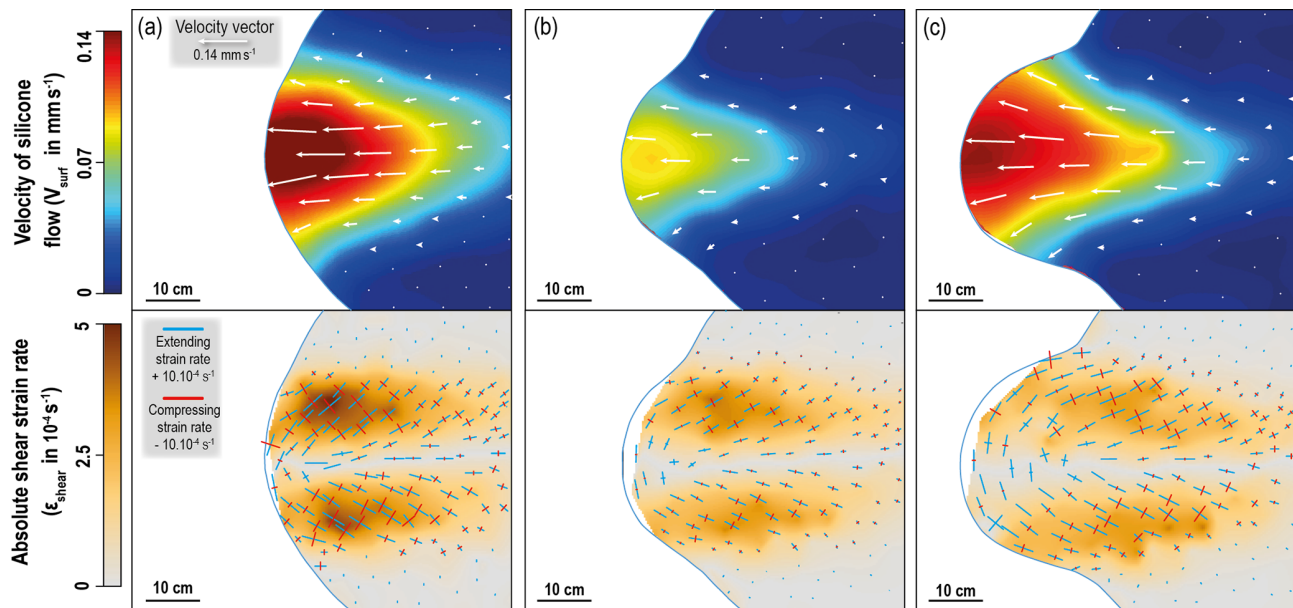 Velocity of silicone
flow (V surf in mm s-1)
0.14
0.07
0
(a)
Velocity vector
0.14 mm s-1
10 cm
(b)
10 cm
(c)
10 cm
Absolute shear strain rate
(ε shear in 10-4 s-1)
5
2.5
0
Extending
strain rate
+ 10.10-4 s-1
Compressing
strain rate
- 10.10-4 s-1
10 cm
10 cm
10 cm